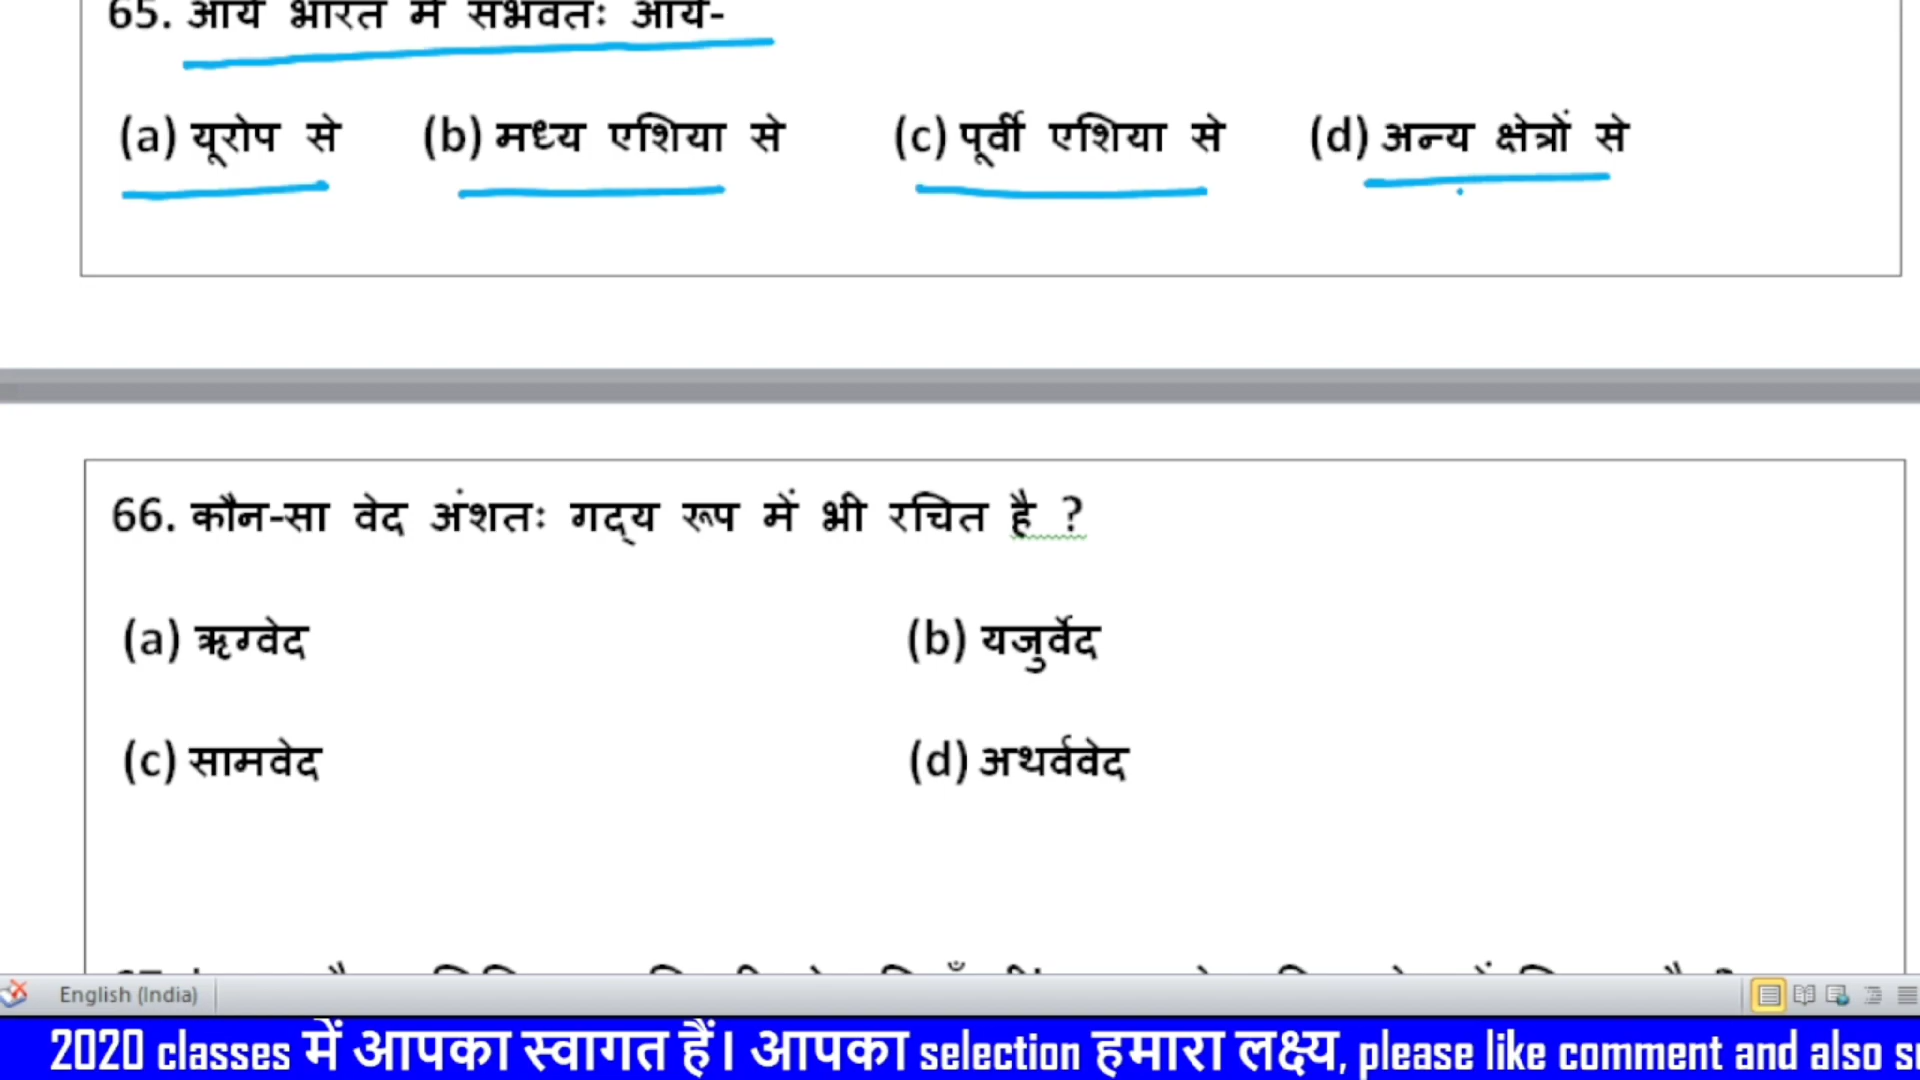 65. आर्य भारत में संभवतः आये-
(a) यूरोप से (b) मध्य एशिया से (c) पूर्वी एशिया से (d) अन्य क्षेत्रों से
66. कौन-सा वेद अंशतः गद्य रूप में भी रचित है ?
(a) ऋग्वेद (b) यजुर्वेद
(c) सामवेद (d) अथर्ववेद
English (India)
2020 classes में आपका स्वागत हैं। आपका selection हमारा लक्ष्य, please like comment and also